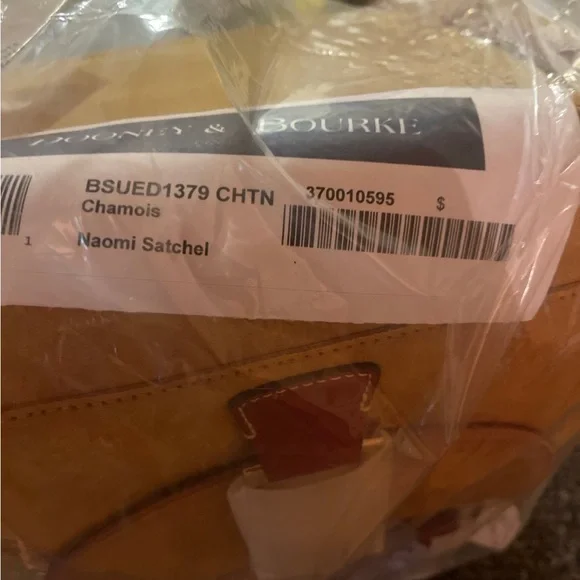 DOONEY & BOURKE
BSUED1379 CHTN 370010595 $
Chamois
1
Naomi Satchel